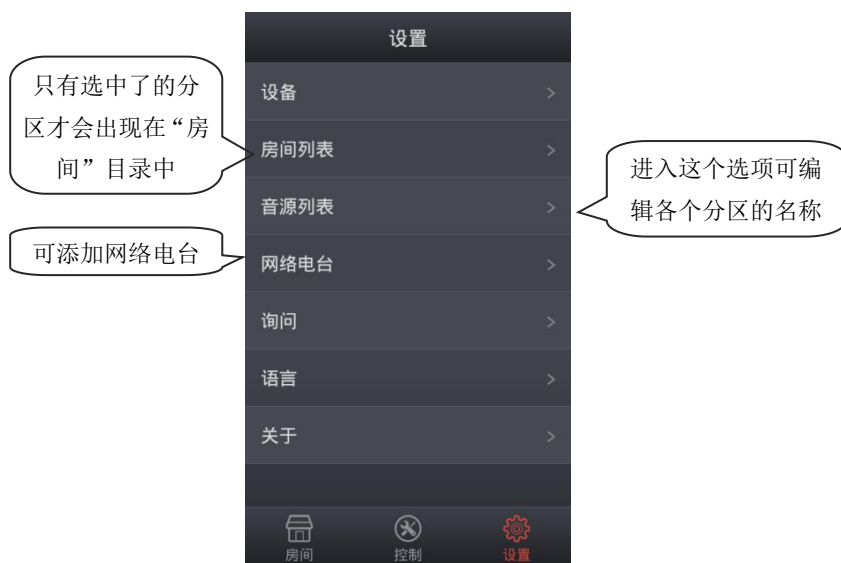 设置
只有选中了的分
区才会出现在“房
间”目录中
可添加网络电台
设备
房间列表
音源列表
网络电台
询问
语言
关于
进入这个选项可编
辑各个分区的名称
房间
控制
设置